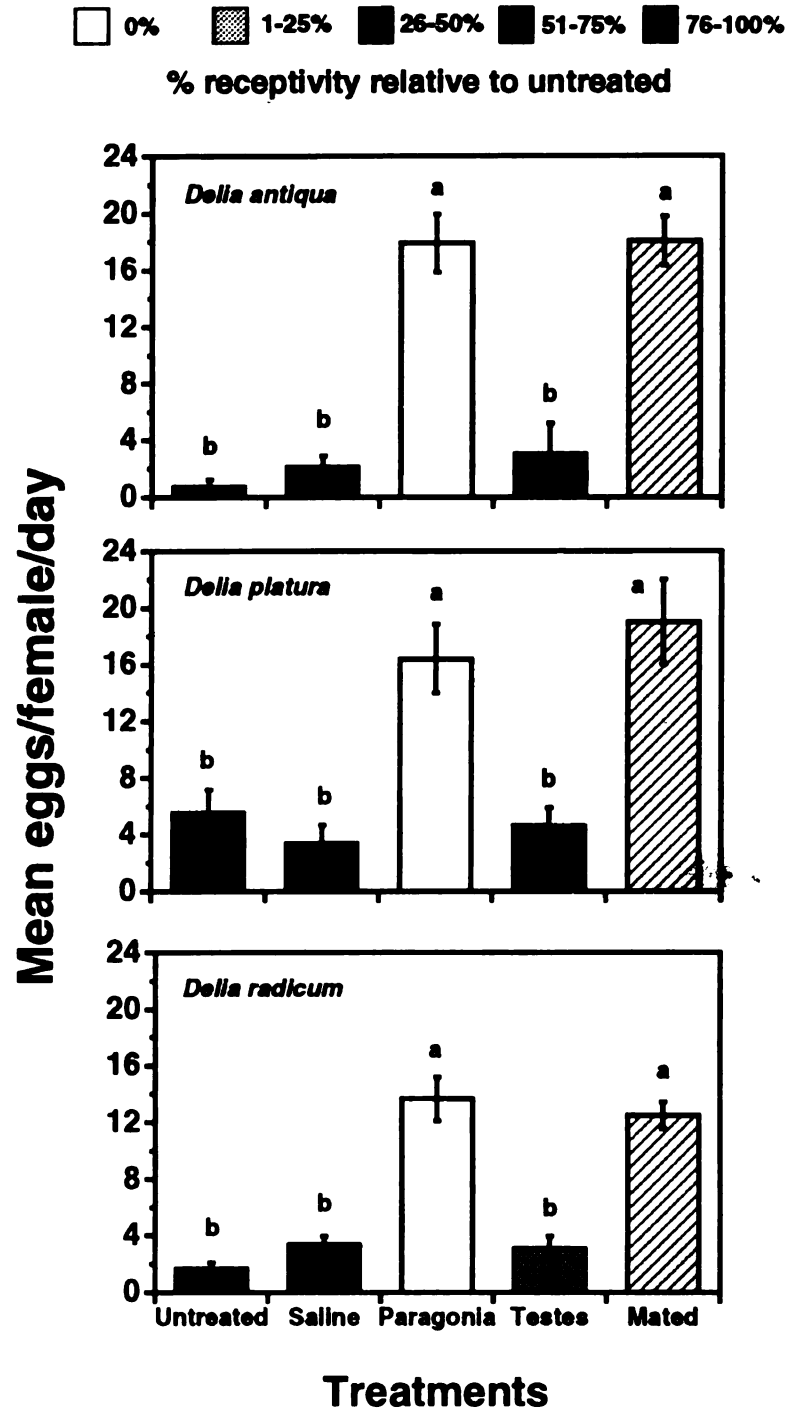 0% 1-25% 26-50% 51-75% 76-100%
% receptivity relative to untreated
Mean eggs/female/day
24
Delia antiqua
a
a
20
16
12
8
b
b
4
b
0
24
Delia platura
a
a
20
16
12
8
b
b
b
4
0
24
Delia radicum
20
16
a
a
12
8
b
b
b
4
0
Untreated Saline Paragonia Testes Mated
Treatments